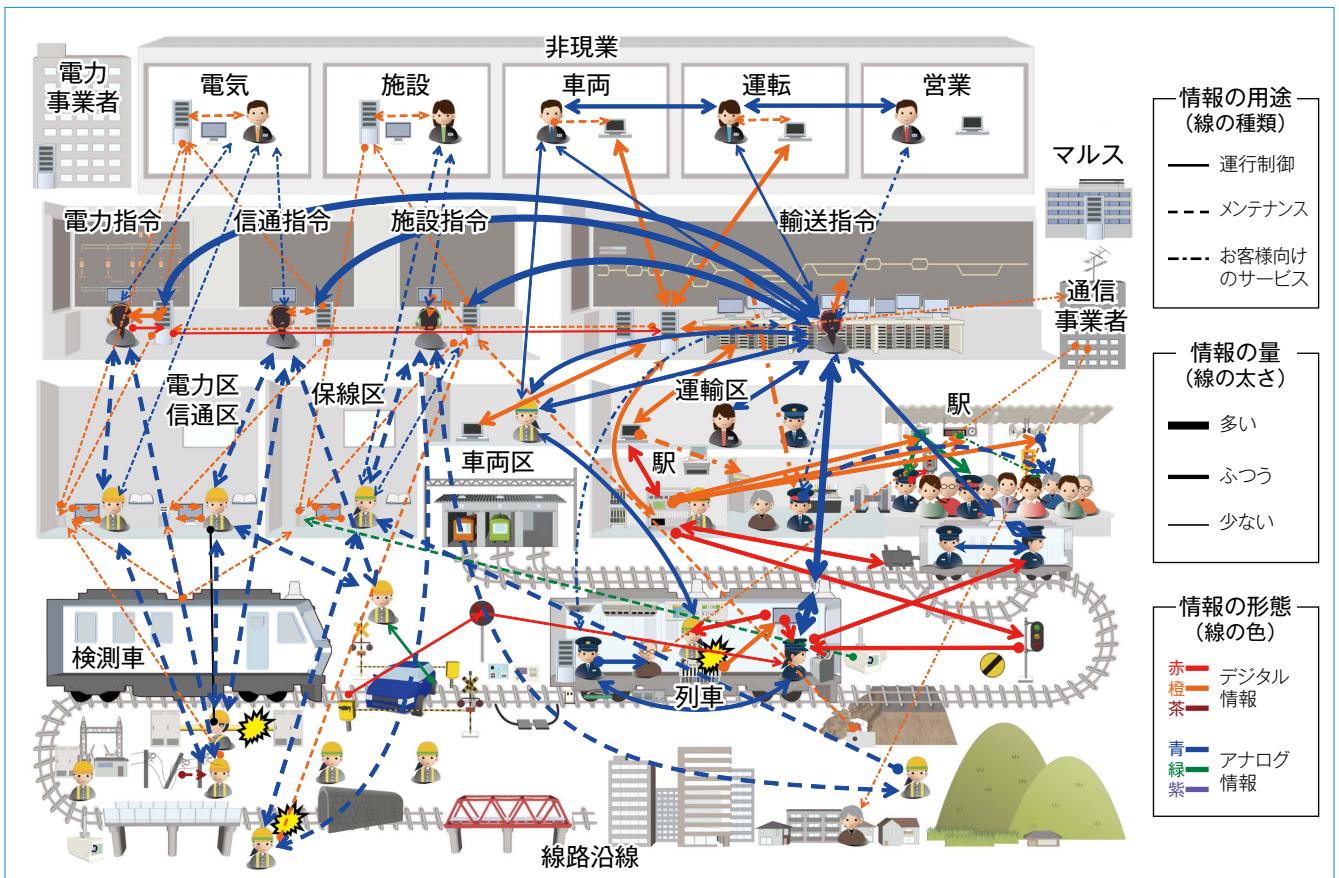 非現業
電力
事業者
電気
施設
車両
運転
営業
マルス
電力指令
信通指令
施設指令
輸送指令
通信
事業者
電力区
信通区
保線区
車両区
運輸区
駅
駅
検測車
列車
線路沿線
情報の用途
（線の種類）
運行制御
メンテナンス
お客様向け
のサービス
情報の量
（線の太さ）
多い
ふつう
少ない
情報の形態
（線の色）
赤
橙
茶
デジタル
情報
青
緑
紫
アナログ
情報